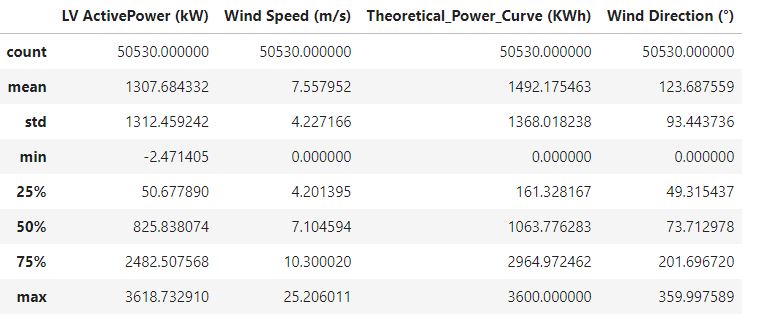 LV ActivePower (kW) Wind Speed (m/s) Theoretical_Power_Curve (KWh) Wind Direction (°)
count 50530.000000 50530.000000 50530.000000 50530.000000
mean 1307.684332 7.557952 1492.175463 123.687559
std 1312.459242 4.227166 1368.018238 93.443736
min -2.471405 0.000000 0.000000 0.000000
25% 50.677890 4.201395 161.328167 49.315437
50% 825.838074 7.104594 1063.776283 73.712978
75% 2482.507568 10.300020 2964.972462 201.696720
max 3618.732910 25.206011 3600.000000 359.997589